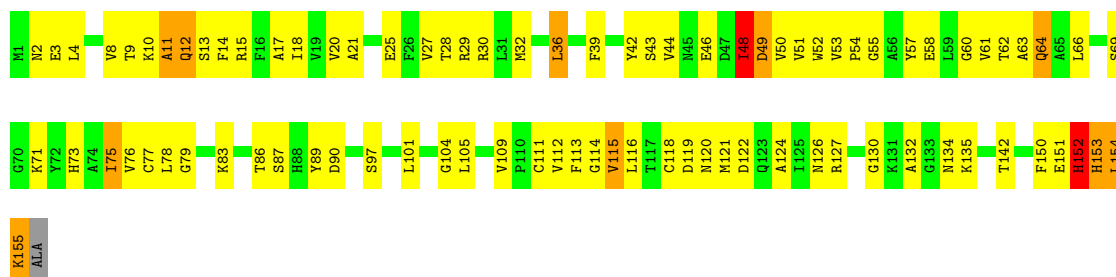 M1 N2 E3 L4 V8 T9 K10 A11 Q12 S13 F14 R15 F16 A17 I18 V19 V20 A21 E25 F26 V27 T28 R29 R30 L31 M32 L36 F39 Y42 S43 V44 N45 E46 D47 I48 D49 V50 V51 W52 V53 P54 G55 A56 Y57 E58 L59 G60 V61 T62 A63 Q64 A65 L66 S69
G70 K71 Y72 H73 A74 I75 V76 C77 L78 G79 K83 T86 S87 H88 Y89 D90 S97 L101 G104 L105 V109 P110 C111 V112 F113 G114 V115 L116 T117 C118 D119 N120 M121 D122 Q123 A124 I125 N126 R127 G130 K131 A132 G133 N134 K135 T142 F150 E151 H152 H153 L154
K155 ALA